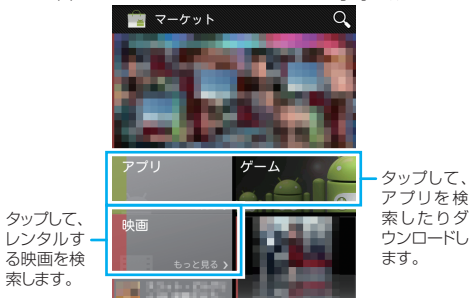 マーケット
アプリ
ゲーム
映画
もっと見る
タップして、
アプリを検
索したりダ
ウンロードし
ます。
タップして、
レンタルす
る映画を検
索します。